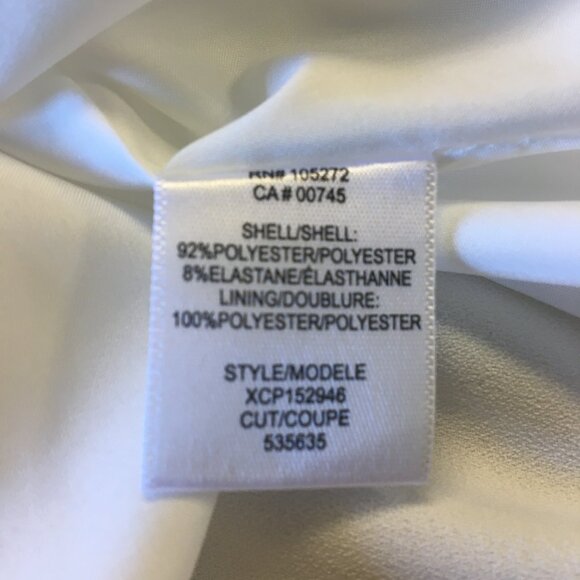 RN# 105272
CA# 00745
SHELL/SHELL:
92%POLYESTER/POLYESTER
8%ELASTANE/ÉLASTHANNE
LINING/DOUBLURE:
100%POLYESTER/POLYESTER
STYLE/MODELE
XCP152946
CUT/COUPE
535635